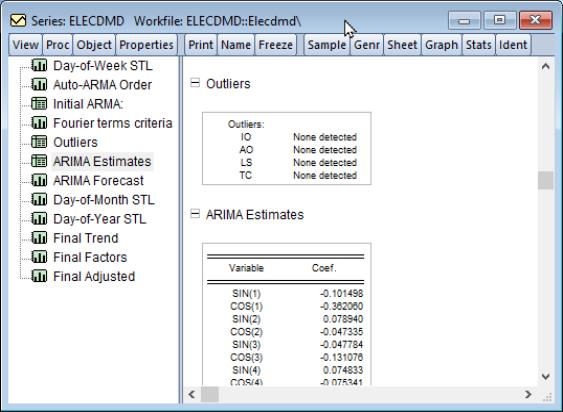 Series: ELECDMD Workfile: ELECDMD::Elecdmd\
View Proc Object Properties Print Name Freeze Sample Genr Sheet Graph Stats Ident
Day-of-Week STL
Auto-ARMA Order
Initial ARMA:
Fourier terms criteria
Outliers
ARIMA Estimates
ARIMA Forecast
Day-of-Month STL
Day-of-Year STL
Final Trend
Final Factors
Final Adjusted
Outliers
Outliers:
IO None detected
AO None detected
LS None detected
TC None detected
ARIMA Estimates
Variable Coef.
SIN(1) -0.101498
COS(1) -0.362060
SIN(2) 0.078940
COS(2) -0.047335
SIN(3) -0.047784
COS(3) -0.131076
SIN(4) 0.074833
COS(4) -0.075341